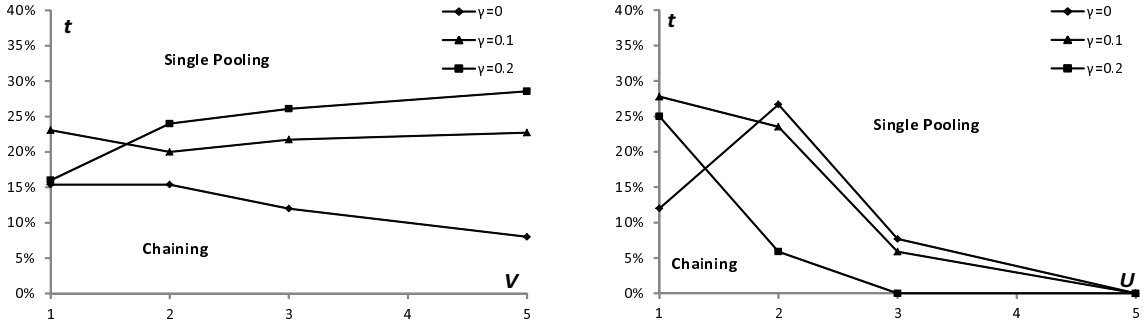 40%
35%
30%
25%
20%
15%
10%
5%
0%
t
Single Pooling
Chaining
γ=0
γ=0.1
γ=0.2
V
1
2
3
4
5
40%
35%
30%
25%
20%
15%
10%
5%
0%
t
Single Pooling
Chaining
γ=0
γ=0.1
γ=0.2
U
1
2
3
4
5